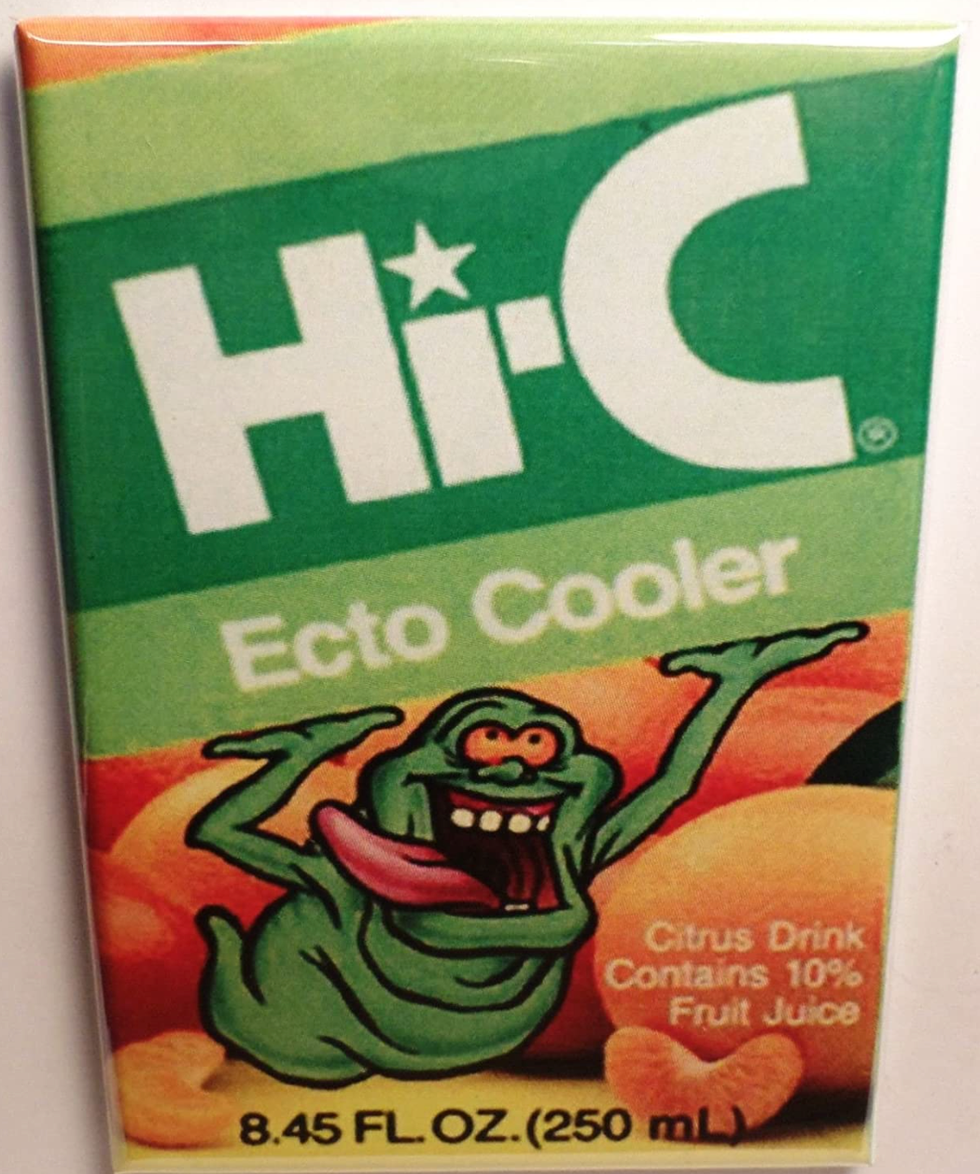 Hi-C®
Ecto Cooler
Citrus Drink
Contains 10%
Fruit Juice
8.45 FL. OZ. (250 mL)